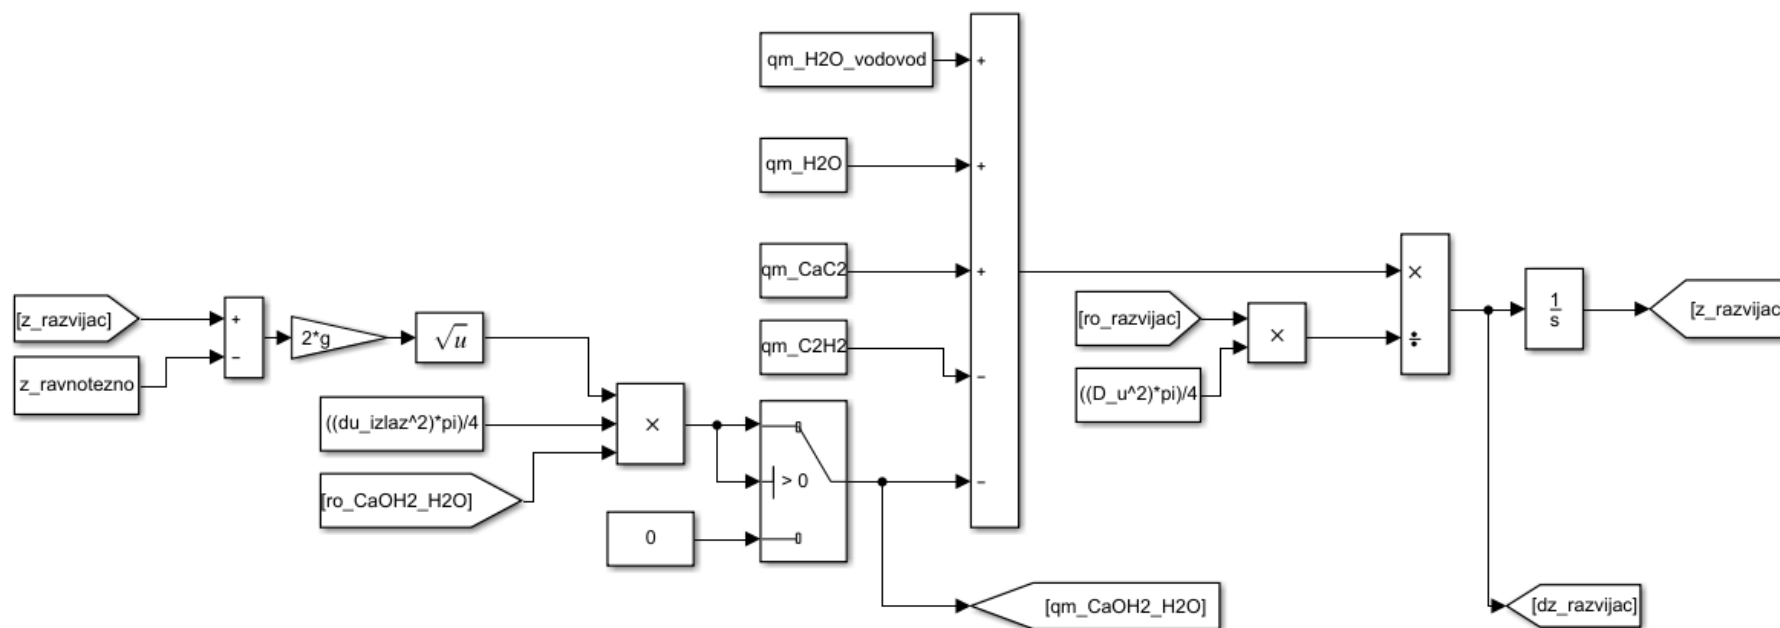 qm_H2O_vodovod
+
qm_H2O
+
qm_CaC2
+
qm_C2H2
−
[z_razvijac]
+
z_ravnotezno
−
2*g
√u
((du_izlaz^2)*pi)/4
[ro_CaOH2_H2O]
×
> 0
0
−
[qm_CaOH2_H2O]
[ro_razvijac]
((D_u^2)*pi)/4
×
×
÷
1
s
[z_razvijac
[dz_razvijac]